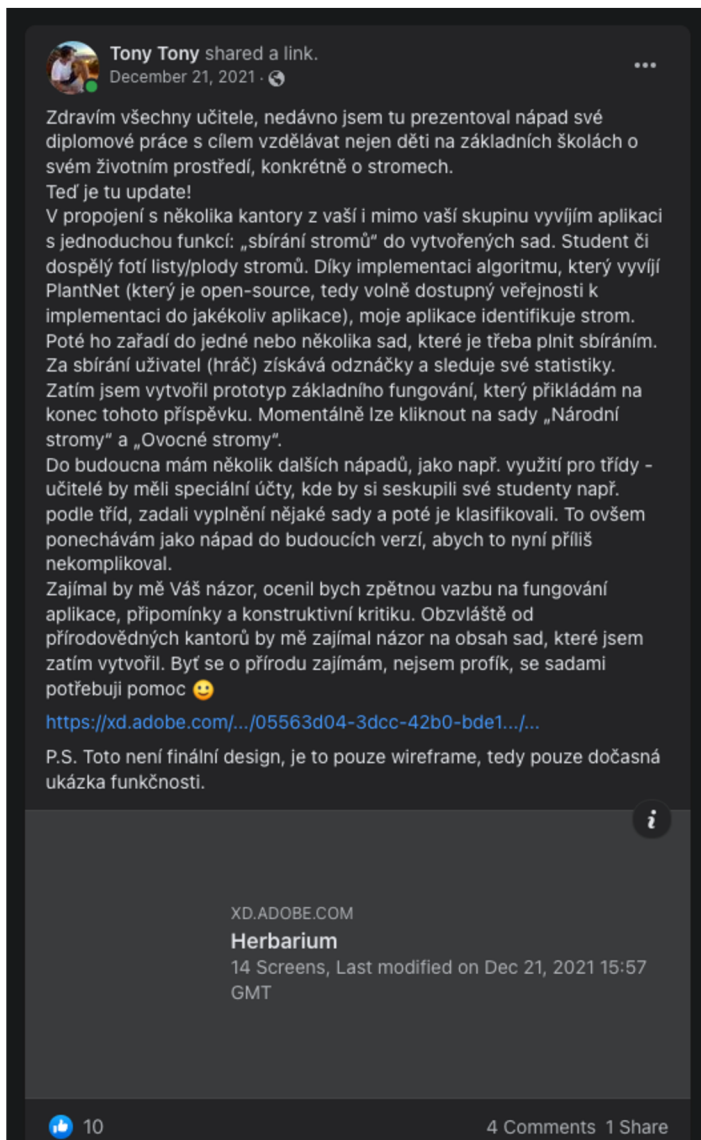 Tony Tony shared a link.
December 21, 2021 ·
Zdravím všechny učitele, nedávno jsem tu prezentoval nápad své
diplomové práce s cílem vzdělávat nejen děti na základních školách o
svém životním prostředí, konkrétně o stromech.
Teď je tu update!
V propojení s několika kantory z vaší i mimo vaší skupinu vyvíjím aplikaci
s jednoduchou funkcí: „sbírání stromů“ do vytvořených sad. Student či
dospělý fotí listy/plody stromů. Díky implementaci algoritmu, který vyvíjí
PlantNet (který je open-source, tedy volně dostupný veřejnosti k
implementaci do jakékoliv aplikace), moje aplikace identifikuje strom.
Poté ho zařadí do jedné nebo několika sad, které je třeba plnit sbíráním.
Za sbírání uživatel (hráč) získává odznáčky a sleduje své statistiky.
Zatím jsem vytvořil prototyp základního fungování, který přikládám na
konec tohoto příspěvku. Momentálně lze kliknout na sady „Národní
stromy“ a „Ovocné stromy“.
Do budoucna mám několik dalších nápadů, jako např. využití pro třídy -
učitelé by měli speciální účty, kde by si seskupili své studenty např.
podle tříd, zadali vyplnění nějaké sady a poté je klasifikovali. To ovšem
ponechávám jako nápad do budoucích verzí, abych to nyní příliš
nekomplikoval.
Zajímal by mě Váš názor, ocenil bych zpětnou vazbu na fungování
aplikace, připomínky a konstruktivní kritiku. Obzvláště od
přírodovědných kantorů by mě zajímal názor na obsah sad, které jsem
zatím vytvořil. Byť se o přírodu zajímám, nejsem profík, se sadami
potřebuji pomoc 🙂
https://xd.adobe.com/.../05563d04-3dcc-42b0-bde1.../...
P.S. Toto není finální design, je to pouze wireframe, tedy pouze dočasná
ukázka funkčnosti.
XD.ADOBE.COM
Herbarium
14 Screens, Last modified on Dec 21, 2021 15:57
GMT
10
4 Comments 1 Share